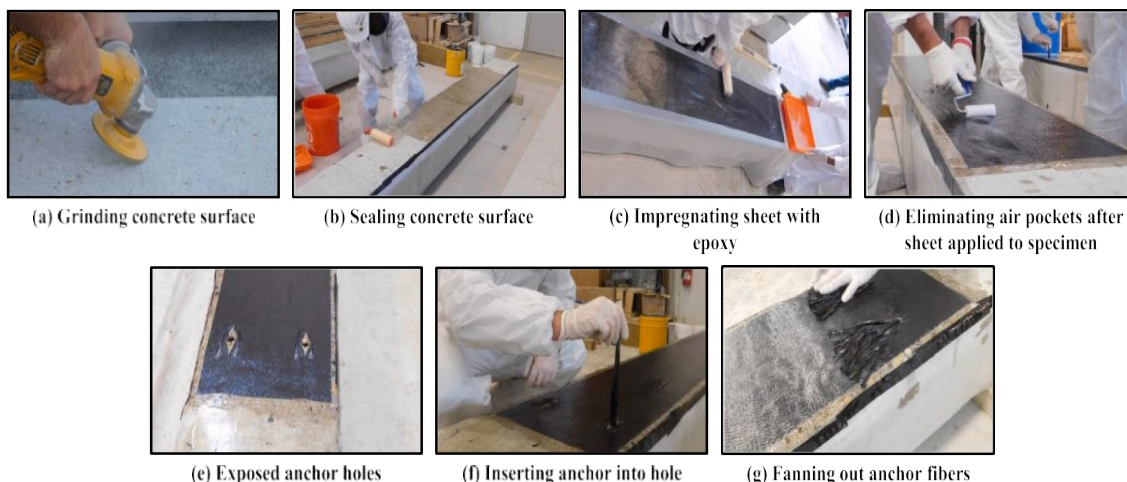 (a) Grinding concrete surface
(b) Sealing concrete surface
(c) Impregnating sheet with
epoxy
(d) Eliminating air pockets after
sheet applied to specimen
(e) Exposed anchor holes
(f) Inserting anchor into hole
(g) Fanning out anchor fibers